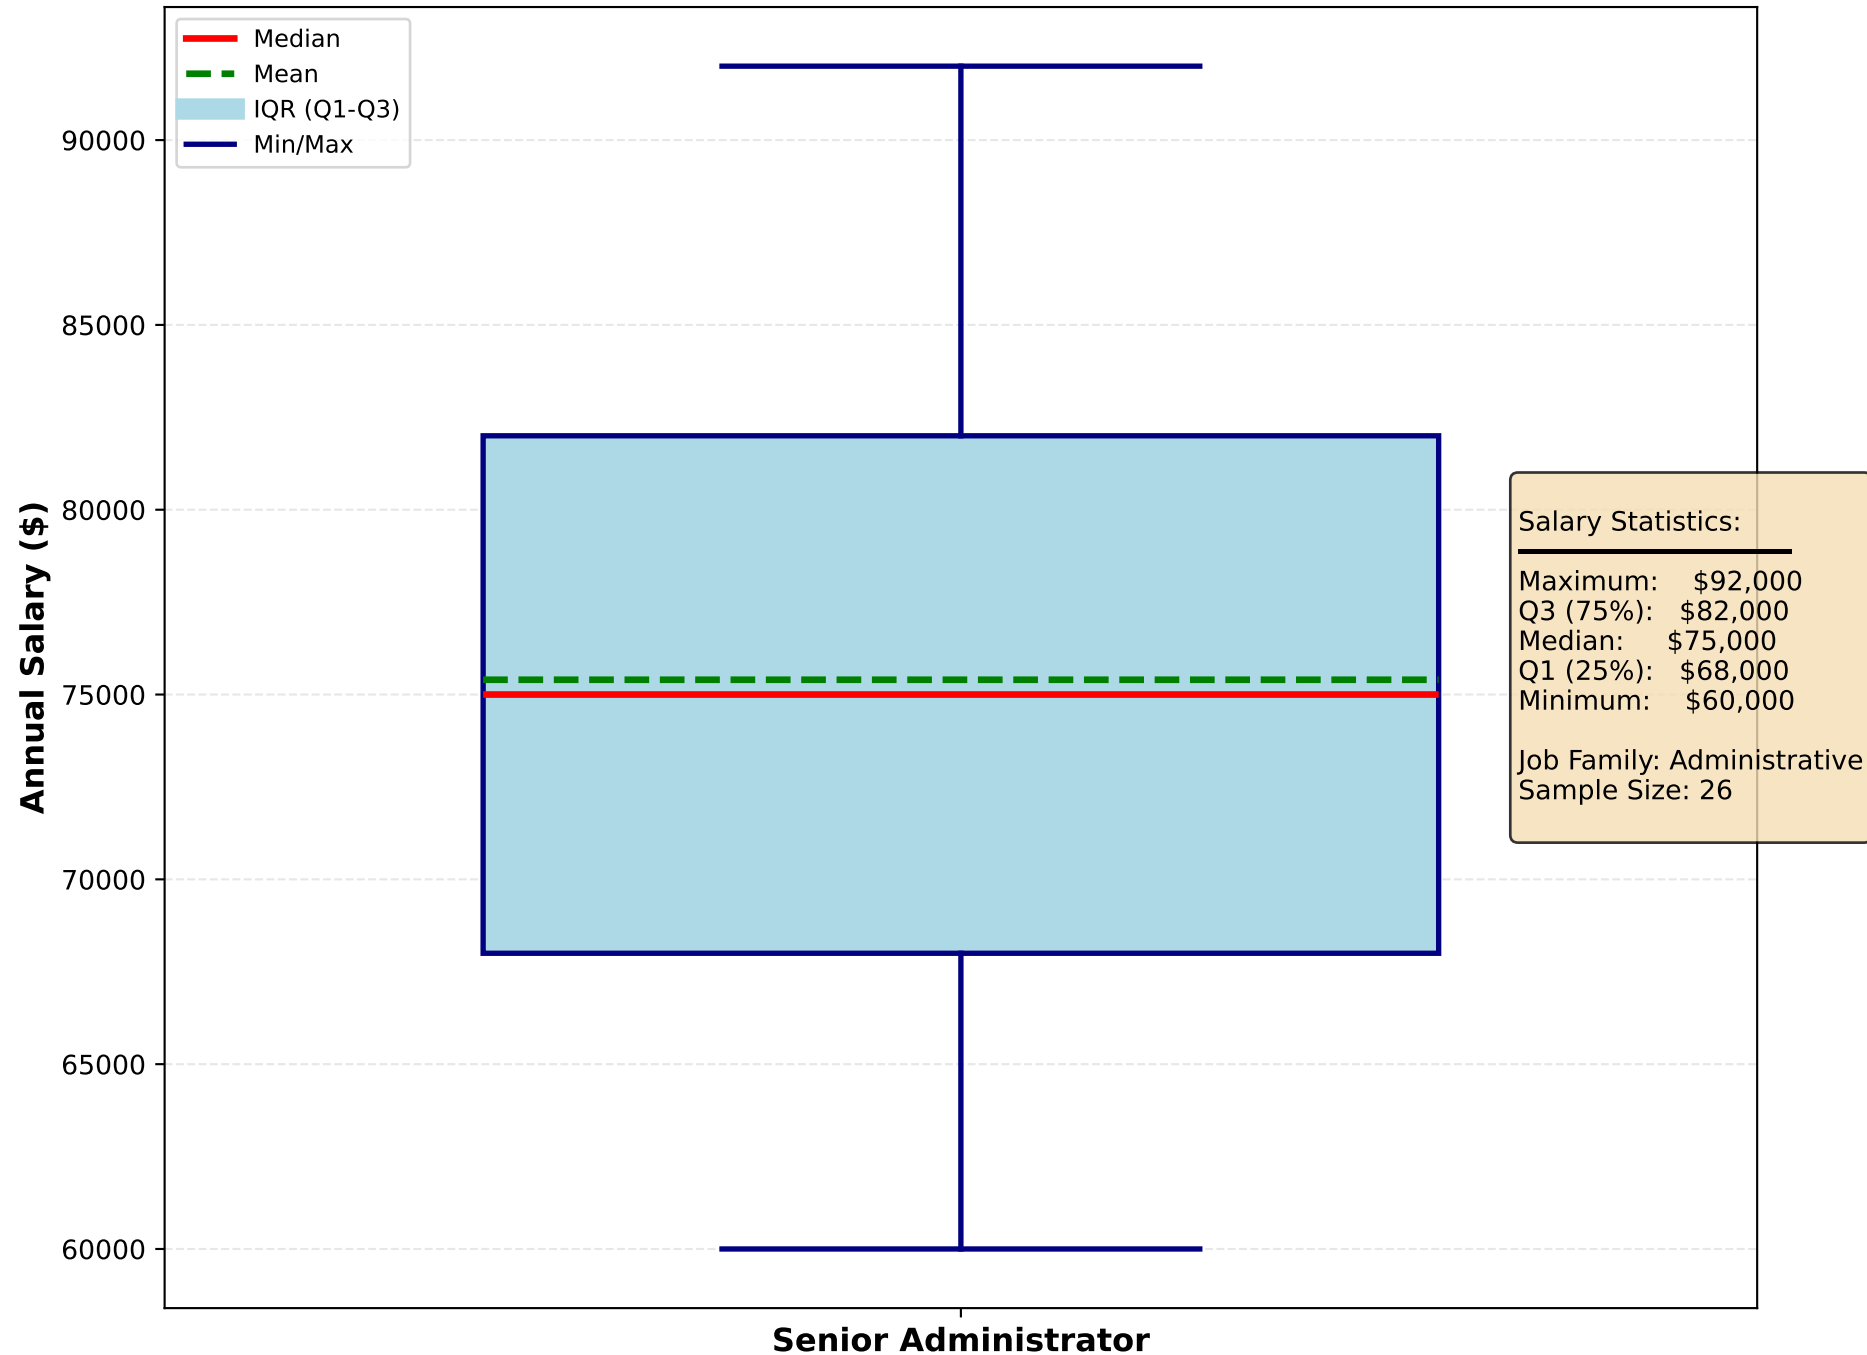 Median
Mean
IQR (Q1-Q3)
Min/Max
90000
85000
80000
75000
70000
65000
60000
Annual Salary ($)
Salary Statistics:
Maximum: $92,000
Q3 (75%): $82,000
Median: $75,000
Q1 (25%): $68,000
Minimum: $60,000
Job Family: Administrative
Sample Size: 26
Senior Administrator